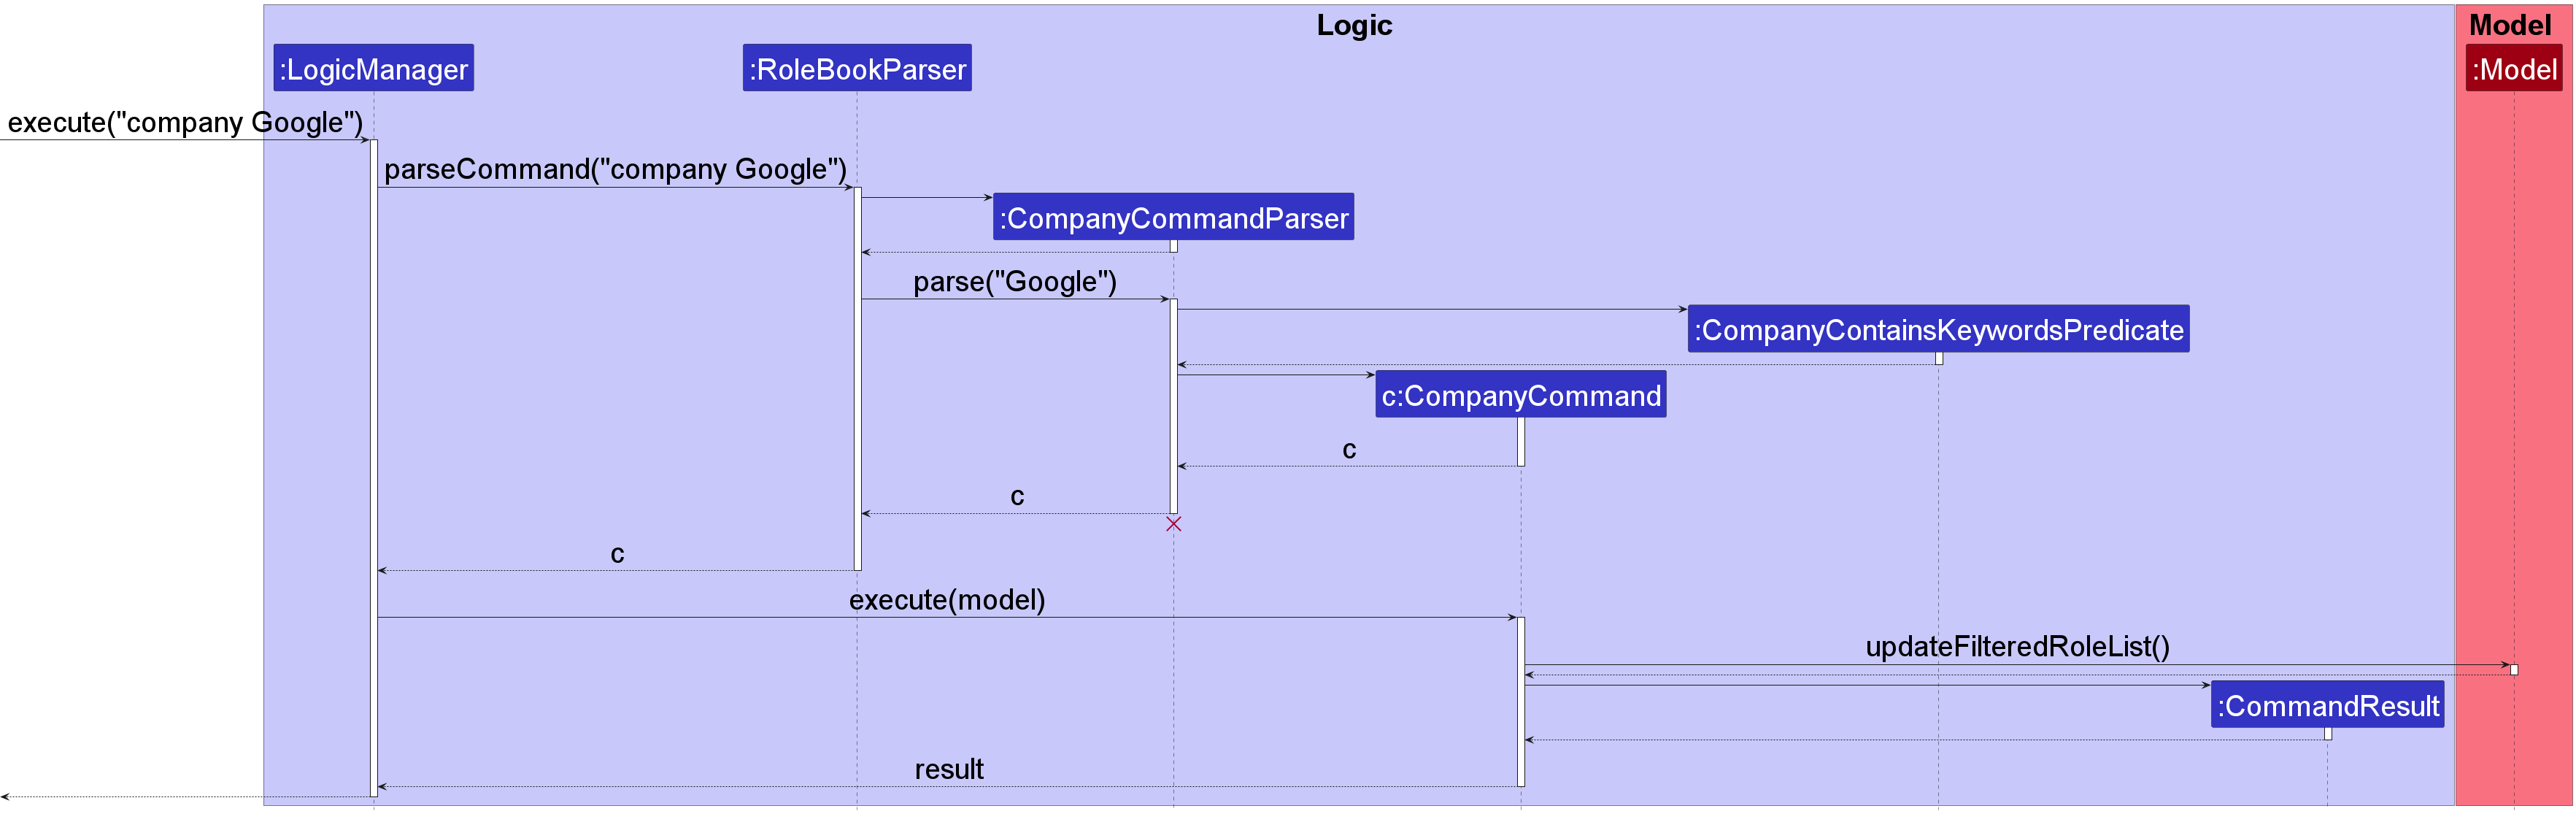 Logic
Model
:LogicManager
:RoleBookParser
:Model
execute("company Google")
parseCommand("company Google")
:CompanyCommandParser
parse("Google")
:CompanyContainsKeywordsPredicate
c:CompanyCommand
c
c
c
execute(model)
updateFilteredRoleList()
:CommandResult
result